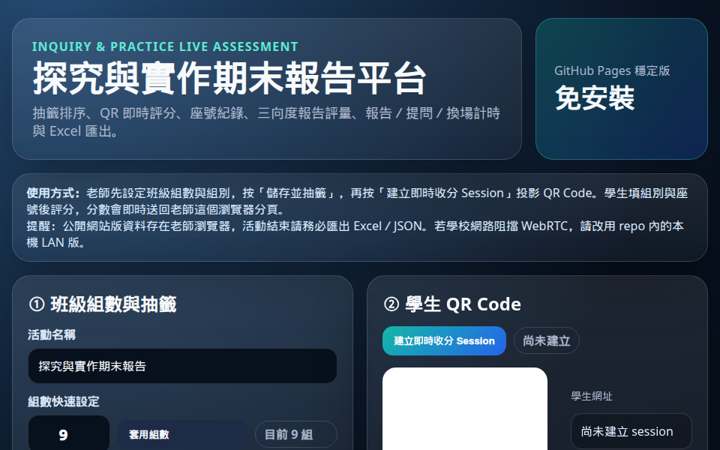 INQUIRY & PRACTICE LIVE ASSESSMENT
探究與實作期末報告平台
抽籤排序、QR 即時評分、座號紀錄、三向度報告評量、報告 / 提問 / 換場計時
與 Excel 匯出。
GitHub Pages 穩定版
免安裝
使用方式：老師先設定班級組數與組別，按「儲存並抽籤」，再按「建立即時收分 Session」投影 QR Code。學生填組別與座
號後評分，分數會即時送回老師這個瀏覽器分頁。
提醒：公開網站版資料存在老師瀏覽器，活動結束請務必匯出 Excel / JSON。若學校網路阻擋 WebRTC，請改用 repo 內的本
機 LAN 版。
① 班級組數與抽籤
活動名稱
探究與實作期末報告
組數快速設定
9
套用組數
目前 9 組
② 學生 QR Code
建立即時收分 Session
尚未建立
學生網址
尚未建立 session